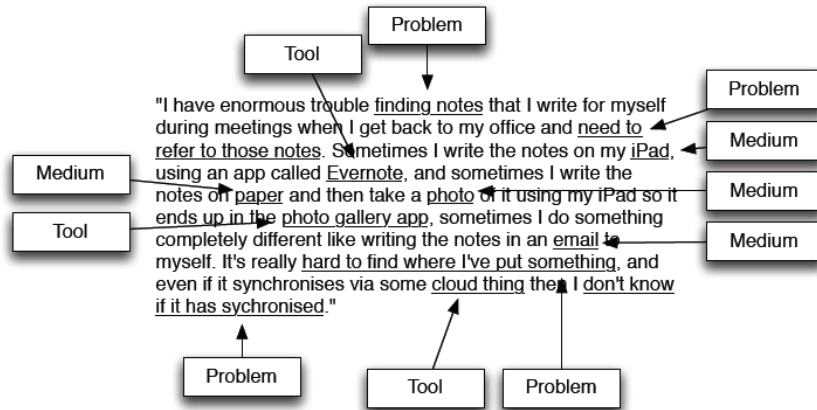 Problem
Tool
Problem
"I have enormous trouble finding notes that I write for myself
during meetings when I get back to my office and need to
refer to those notes. Sometimes I write the notes on my iPad,
Medium
using an app called Evernote, and sometimes I write the
Medium
notes on paper and then take a photo of it using my iPad so it
Medium
ends up in the photo gallery app, sometimes I do something
Tool
completely different like writing the notes in an email to
Medium
myself. It's really hard to find where I've put something, and
even if it synchronises via some cloud thing then I don't know
if it has sychronised."
Problem
Tool
Problem